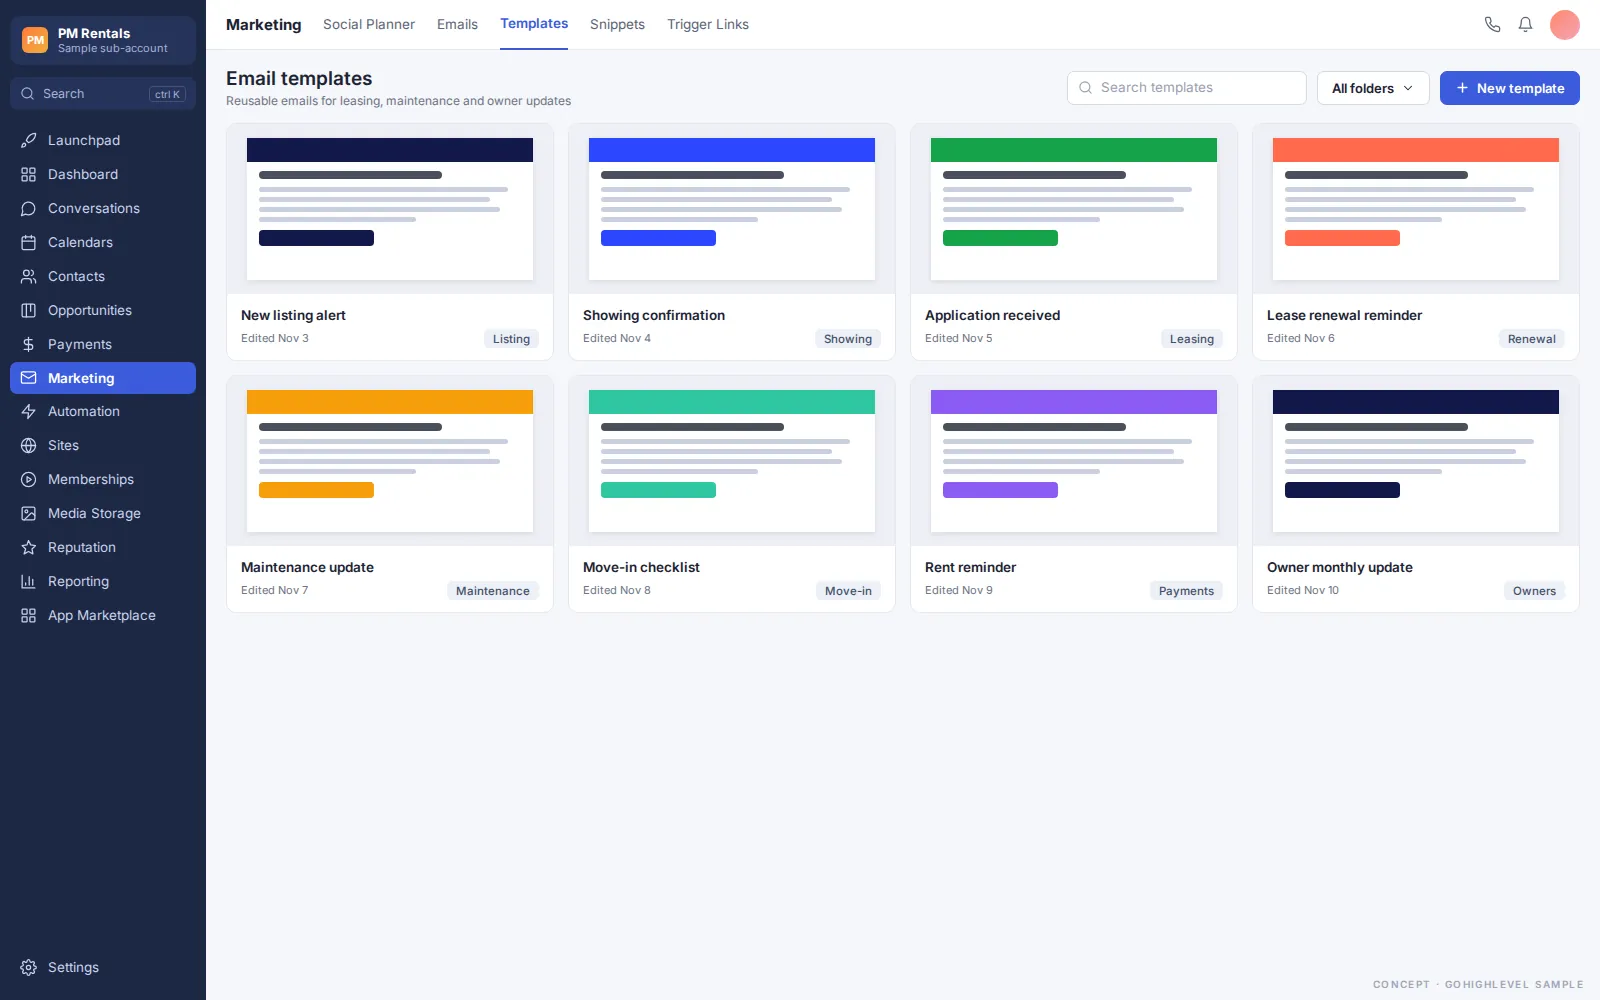 PM
PM Rentals
Sample sub-account
Search
ctrl K
Launchpad
Dashboard
Conversations
Calendars
Contacts
Opportunities
Payments
Marketing
Automation
Sites
Memberships
Media Storage
Reputation
Reporting
App Marketplace
Settings
Marketing
Social Planner
Emails
Templates
Snippets
Trigger Links
Email templates
Reusable emails for leasing, maintenance and owner updates
Search templates
All folders
New template
New listing alert
Edited Nov 3
Listing
Showing confirmation
Edited Nov 4
Showing
Application received
Edited Nov 5
Leasing
Lease renewal reminder
Edited Nov 6
Renewal
Maintenance update
Edited Nov 7
Maintenance
Move-in checklist
Edited Nov 8
Move-in
Rent reminder
Edited Nov 9
Payments
Owner monthly update
Edited Nov 10
Owners
CONCEPT · GOHIGHLEVEL SAMPLE